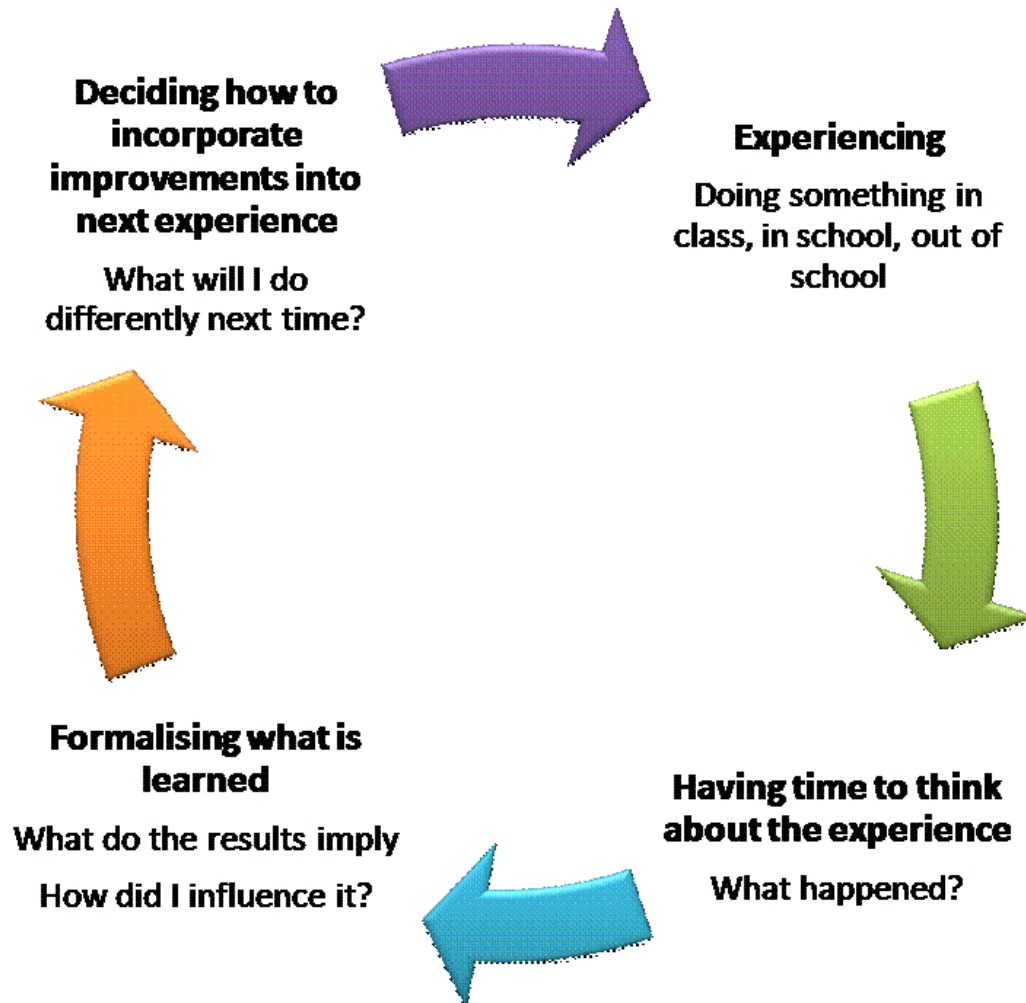 Deciding how to
incorporate
improvements into
next experience
What will I do
differently next time?
Experiencing
Doing something in
class, in school, out of
school
Having time to think
about the experience
What happened?
Formalising what is
learned
What do the results imply
How did I influence it?